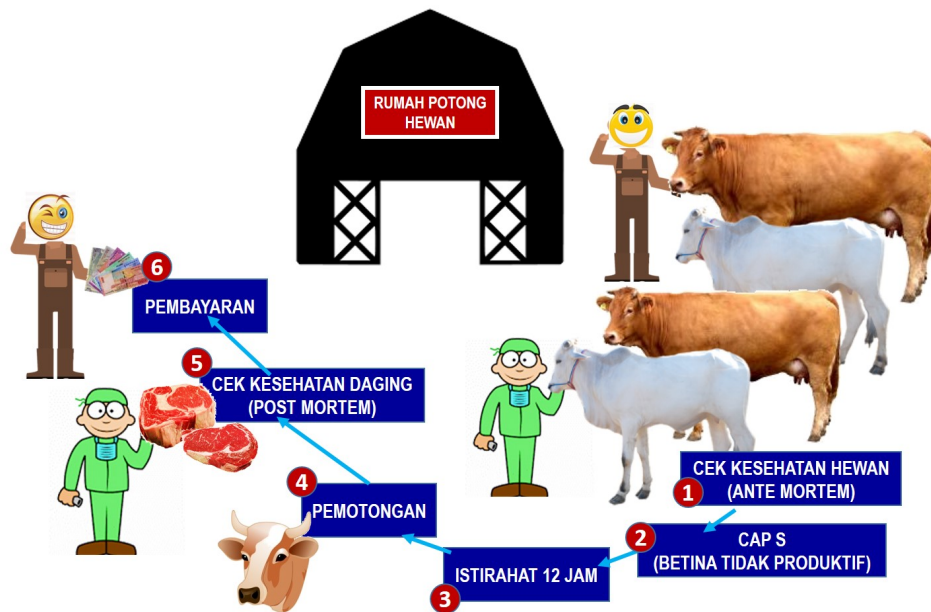 RUMAH POTONG
HEWAN
1
CEK KESEHATAN HEWAN
(ANTE MORTEM)
2
CAP S
(BETINA TIDAK PRODUKTIF)
3
ISTIRAHAT 12 JAM
4
PEMOTONGAN
5
CEK KESEHATAN DAGING
(POST MORTEM)
6
PEMBAYARAN